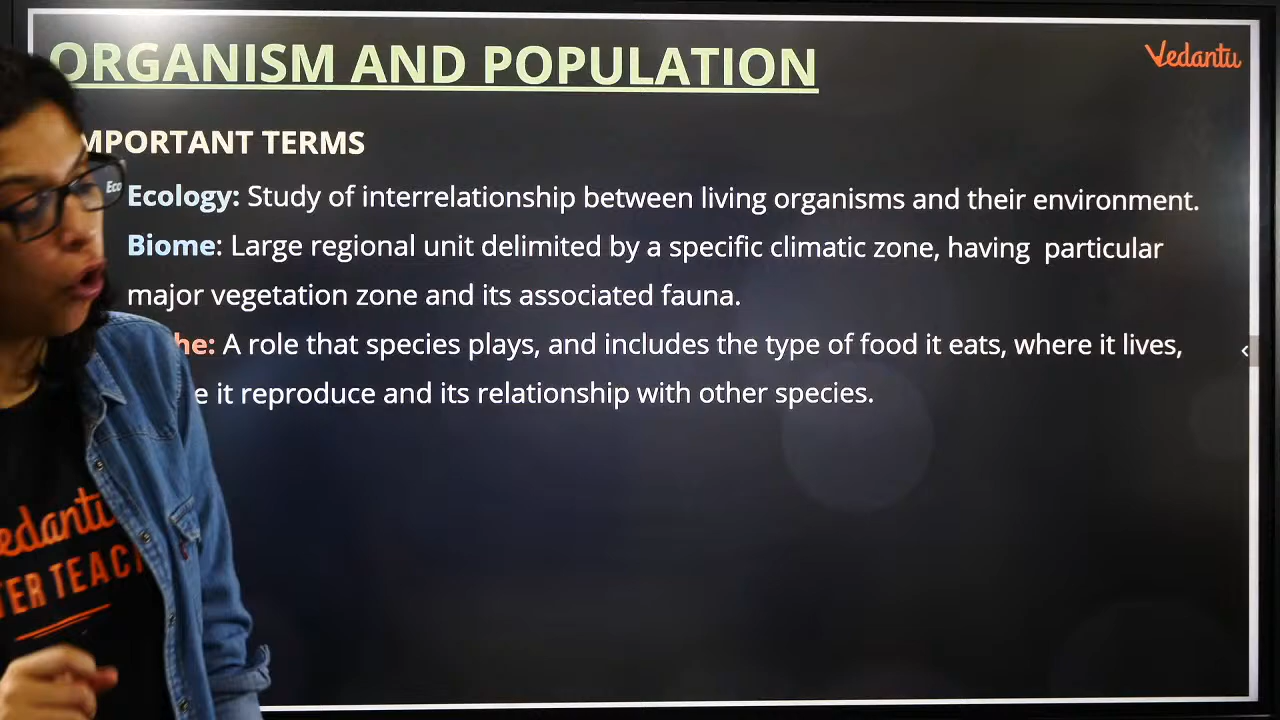 ORGANISM AND POPULATION
Vedantu
MPORTANT TERMS
Eco
Ecology: Study of interrelationship between living organisms and their environment.
Biome: Large regional unit delimited by a specific climatic zone, having particular
major vegetation zone and its associated fauna.
he: A role that species plays, and includes the type of food it eats, where it lives,
e it reproduce and its relationship with other species.
edantu
TER TEAC